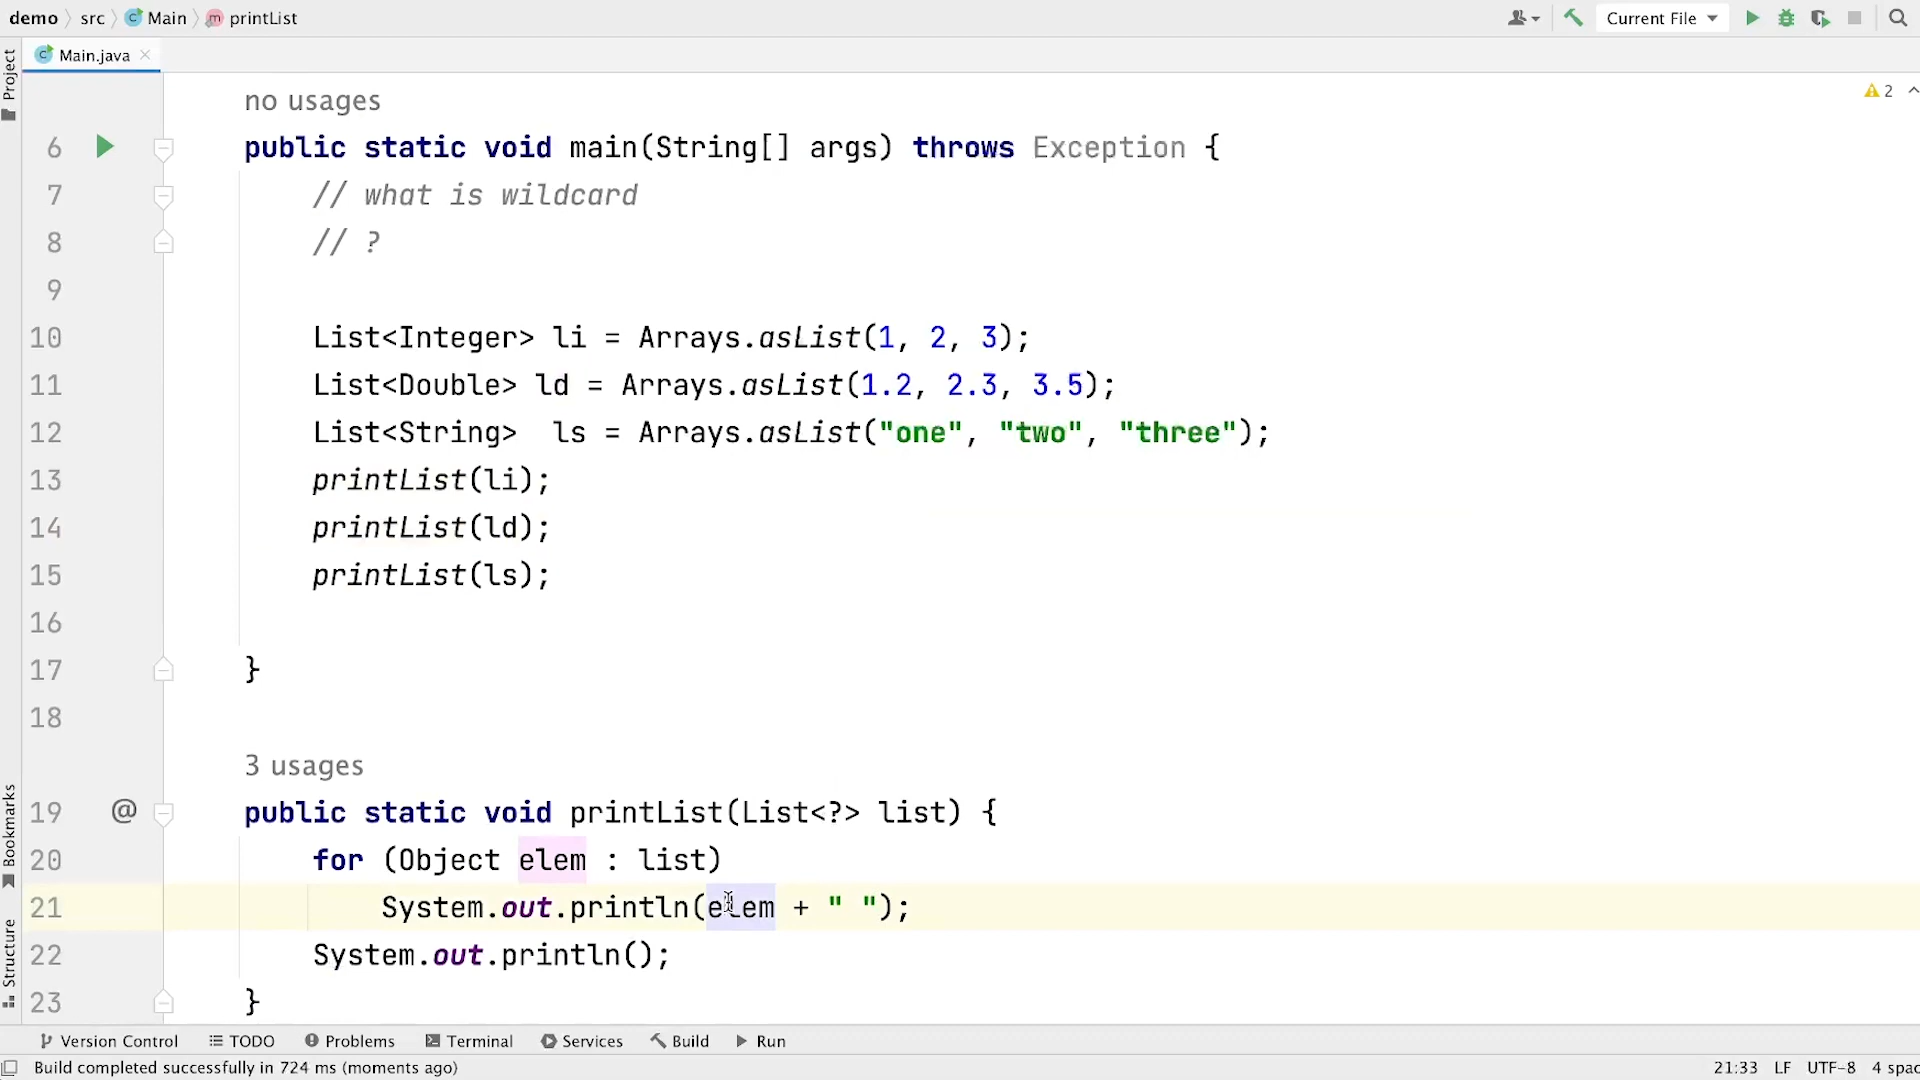 demo src Main printList Current File
Project
Main.java
no usages
2
6 public static void main(String[] args) throws Exception {
7 // what is wildcard
8 // ?
9
10 List<Integer> li = Arrays.asList(1, 2, 3);
11 List<Double> ld = Arrays.asList(1.2, 2.3, 3.5);
12 List<String>  ls = Arrays.asList("one", "two", "three");
13 printList(li);
14 printList(ld);
15 printList(ls);
16
17 }
18
3 usages
19 @ public static void printList(List<?> list) {
20 for (Object elem : list)
21 System.out.println(elem + " ");
22 System.out.println();
23 }
Bookmarks
Structure
Version Control TODO Problems Terminal Services Build Run
Build completed successfully in 724 ms (moments ago) 21:33 LF UTF-8 4 spac